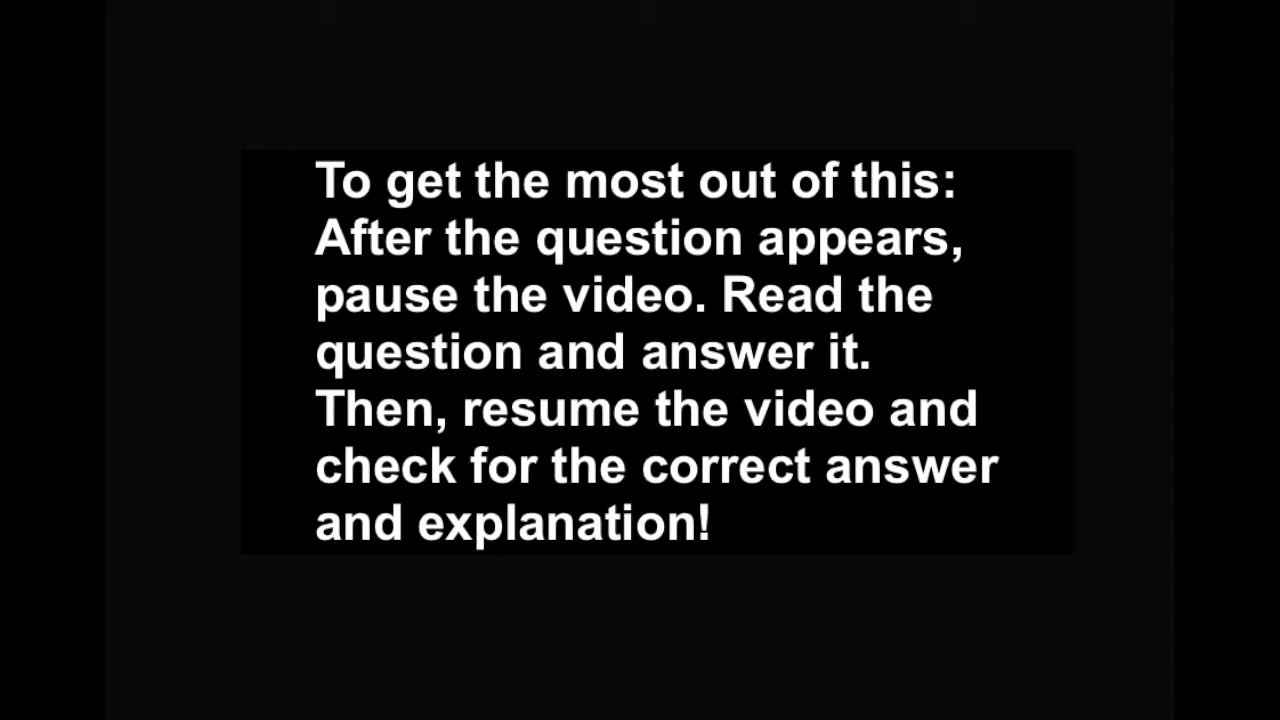 To get the most out of this:
After the question appears,
pause the video. Read the
question and answer it.
Then, resume the video and
check for the correct answer
and explanation!